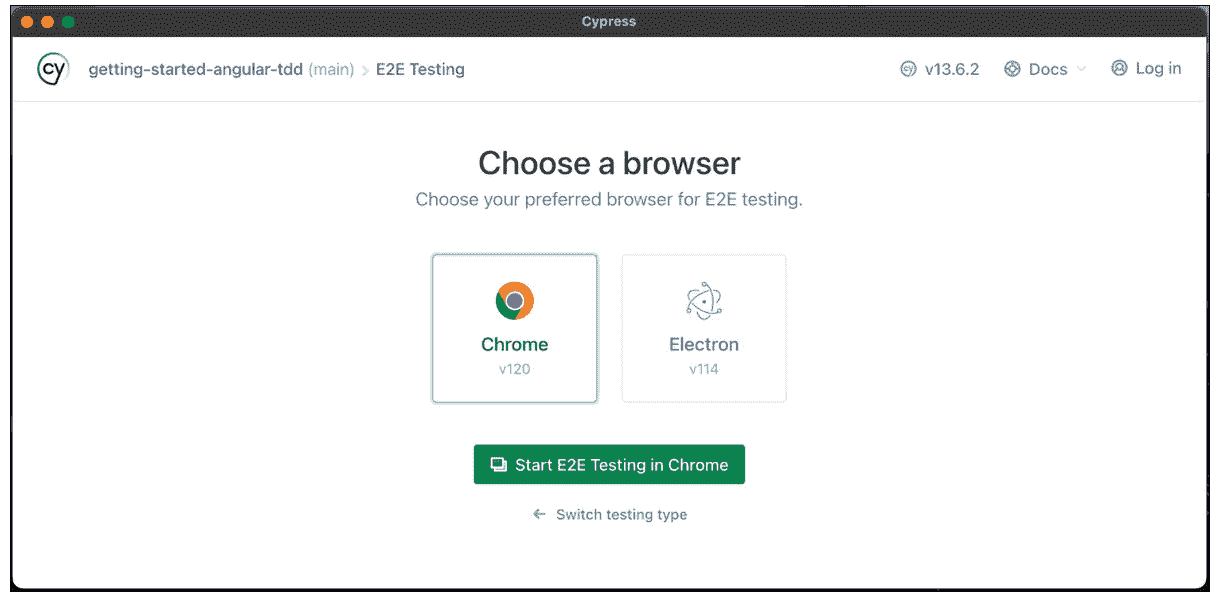 Cypress
cy getting-started-angular-tdd (main) > E2E Testing v13.6.2 Docs Log in
Choose a browser
Choose your preferred browser for E2E testing.
Chrome Electron
v120 v114
Start E2E Testing in Chrome
← Switch testing type